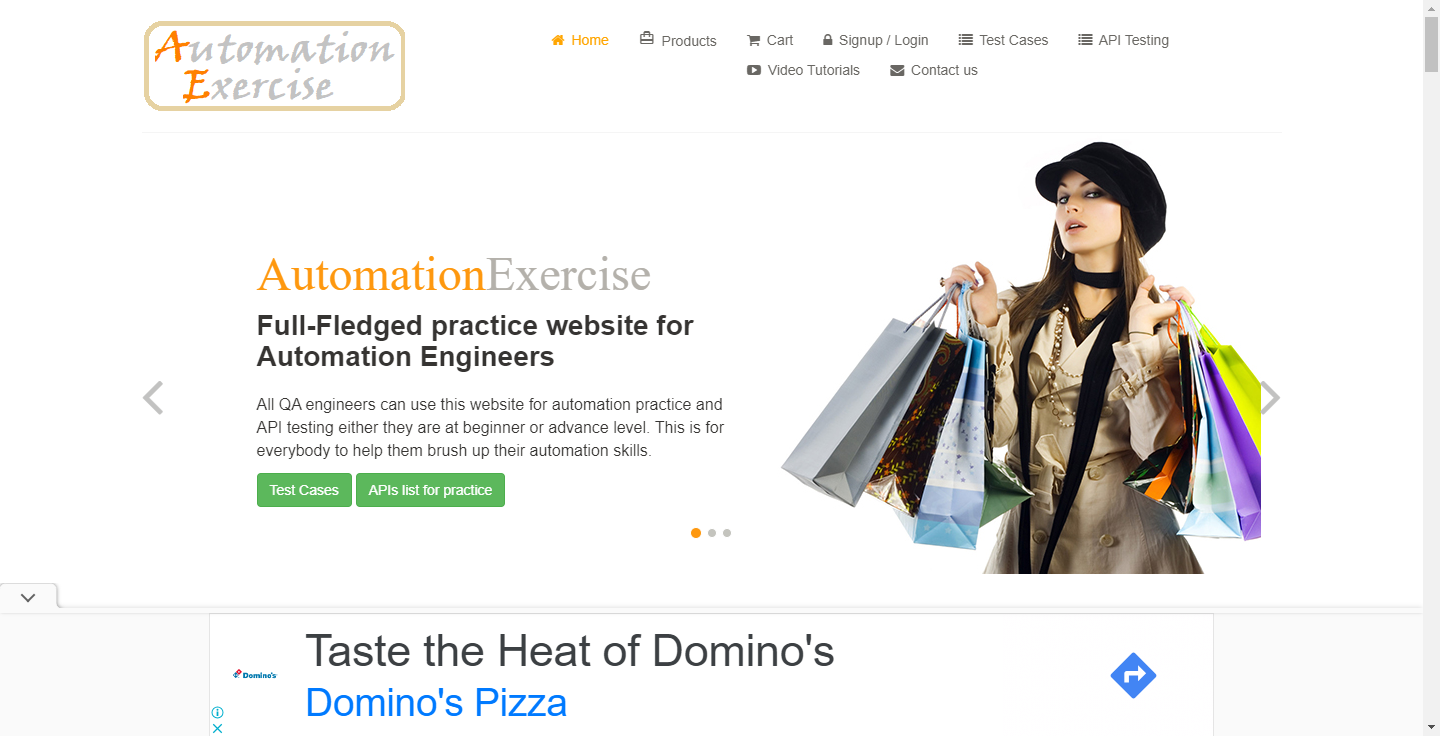 Automation
Exercise
Home Products Cart Signup / Login Test Cases API Testing
Video Tutorials Contact us
AutomationExercise
Full-Fledged practice website for
Automation Engineers
All QA engineers can use this website for automation practice and
API testing either they are at beginner or advance level. This is for
everybody to help them brush up their automation skills.
Test Cases APIs list for practice
Taste the Heat of Domino's
Domino's
Domino's Pizza